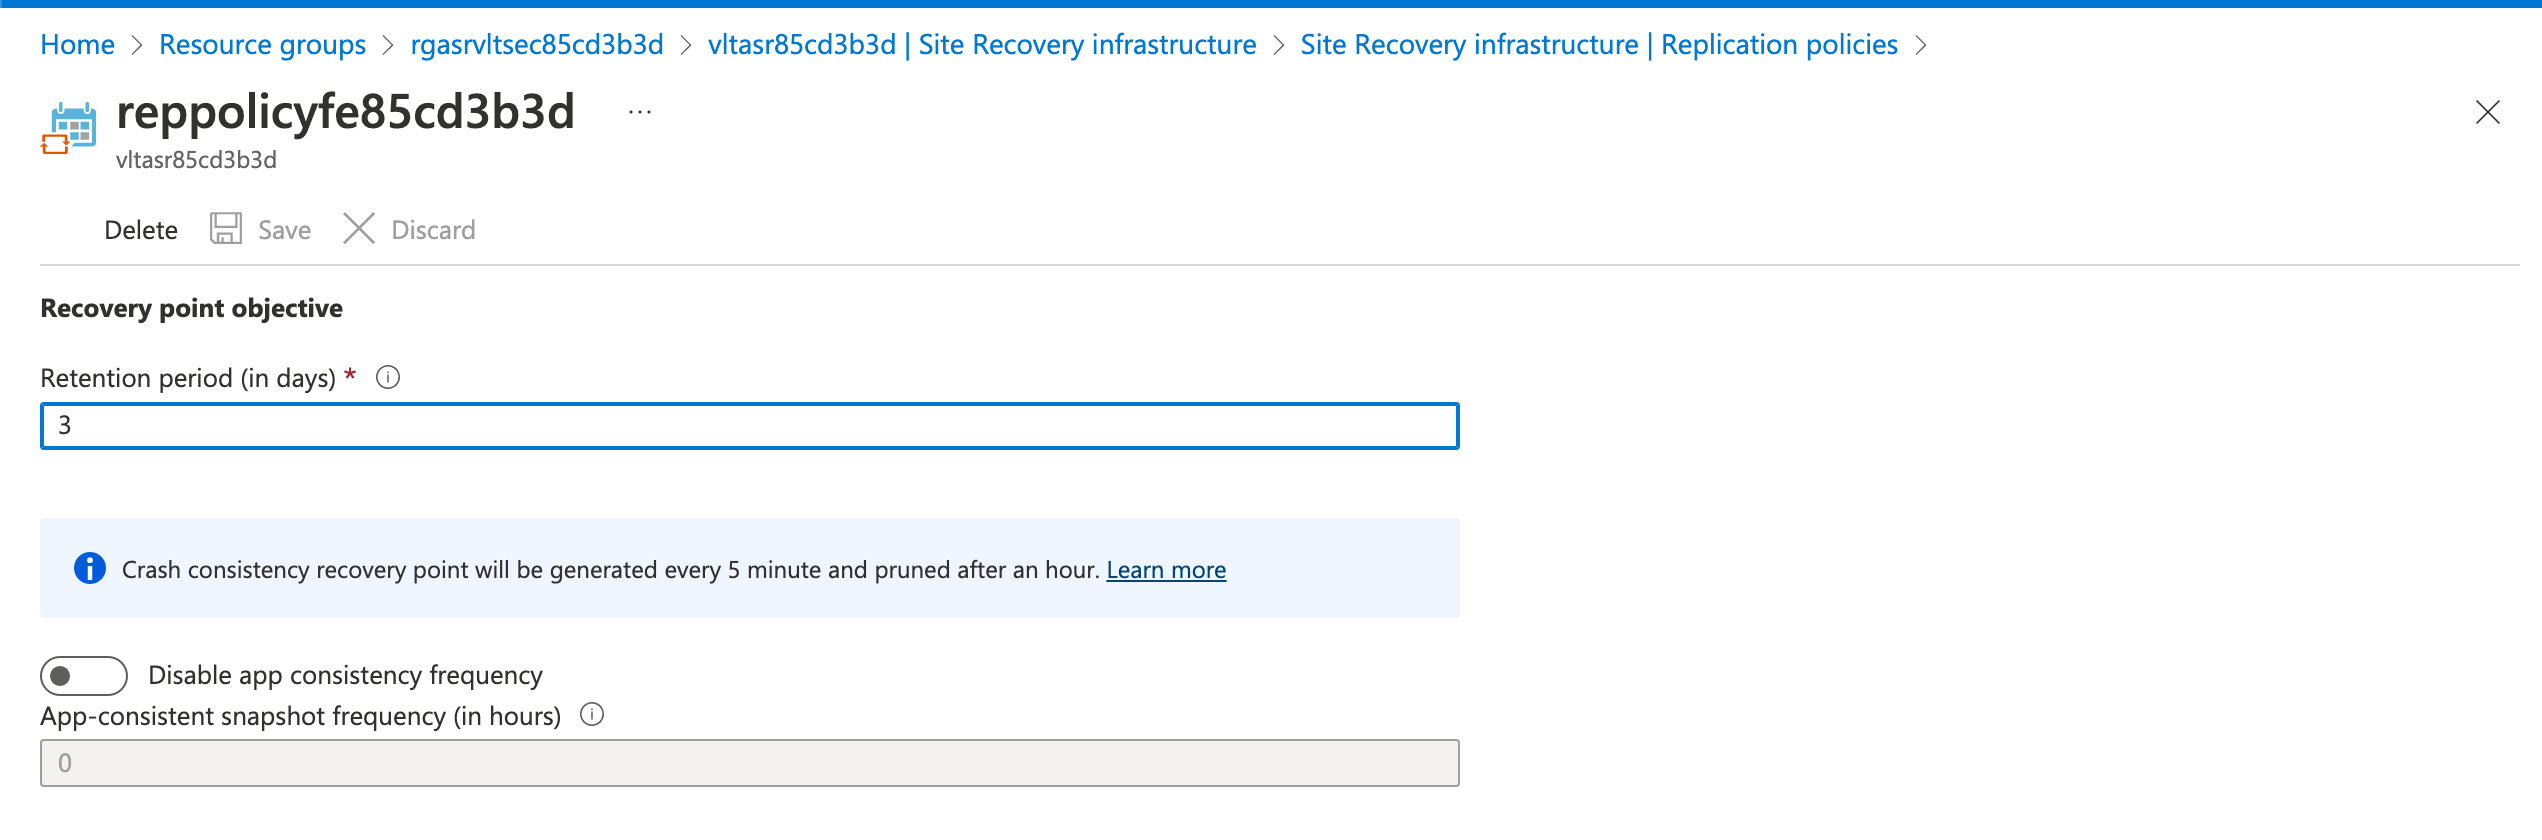 Home > Resource groups > rgasrvltsec85cd3b3d > vltasr85cd3b3d | Site Recovery infrastructure > Site Recovery infrastructure | Replication policies >
reppolicyfe85cd3b3d ...
vltasr85cd3b3d
Delete Save Discard
Recovery point objective
Retention period (in days) *
3
Crash consistency recovery point will be generated every 5 minute and pruned after an hour. Learn more
Disable app consistency frequency
App-consistent snapshot frequency (in hours)
0